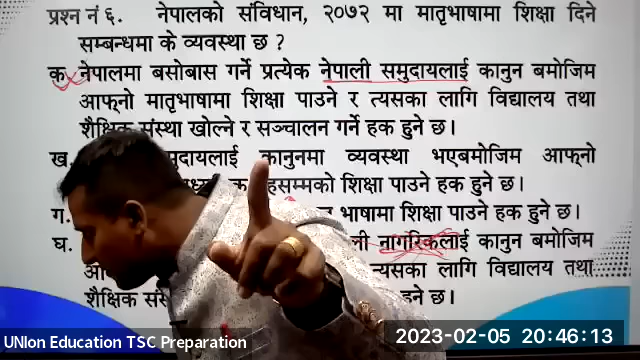 प्रश्न नं ६. नेपालको संविधान, २०७२ मा मातृभाषामा शिक्षा दिने
सम्बन्धमा के व्यवस्था छ ?
क. नेपालमा बसोबास गर्ने प्रत्येक नेपाली समुदायलाई कानुन बमोजिम
आफ्नो मातृभाषामा शिक्षा पाउने र त्यसका लागि विद्यालय तथा
शैक्षिक संस्था खोल्ने र सञ्चालन गर्ने हक हुने छ।
ख. मुदायलाई कानुनमा व्यवस्था भएबमोजिम आफ्नो
हसम्मको शिक्षा पाउने हक हुने छ।
ग. भाषामा शिक्षा पाउने हक हुने छ।
घ. ली नागरिकलाई कानुन बमोजिम
त्यसका लागि विद्यालय तथा
शैक्षिक हुने छ।
UNIon Education TSC Preparation
2023-02-05 20:46:13